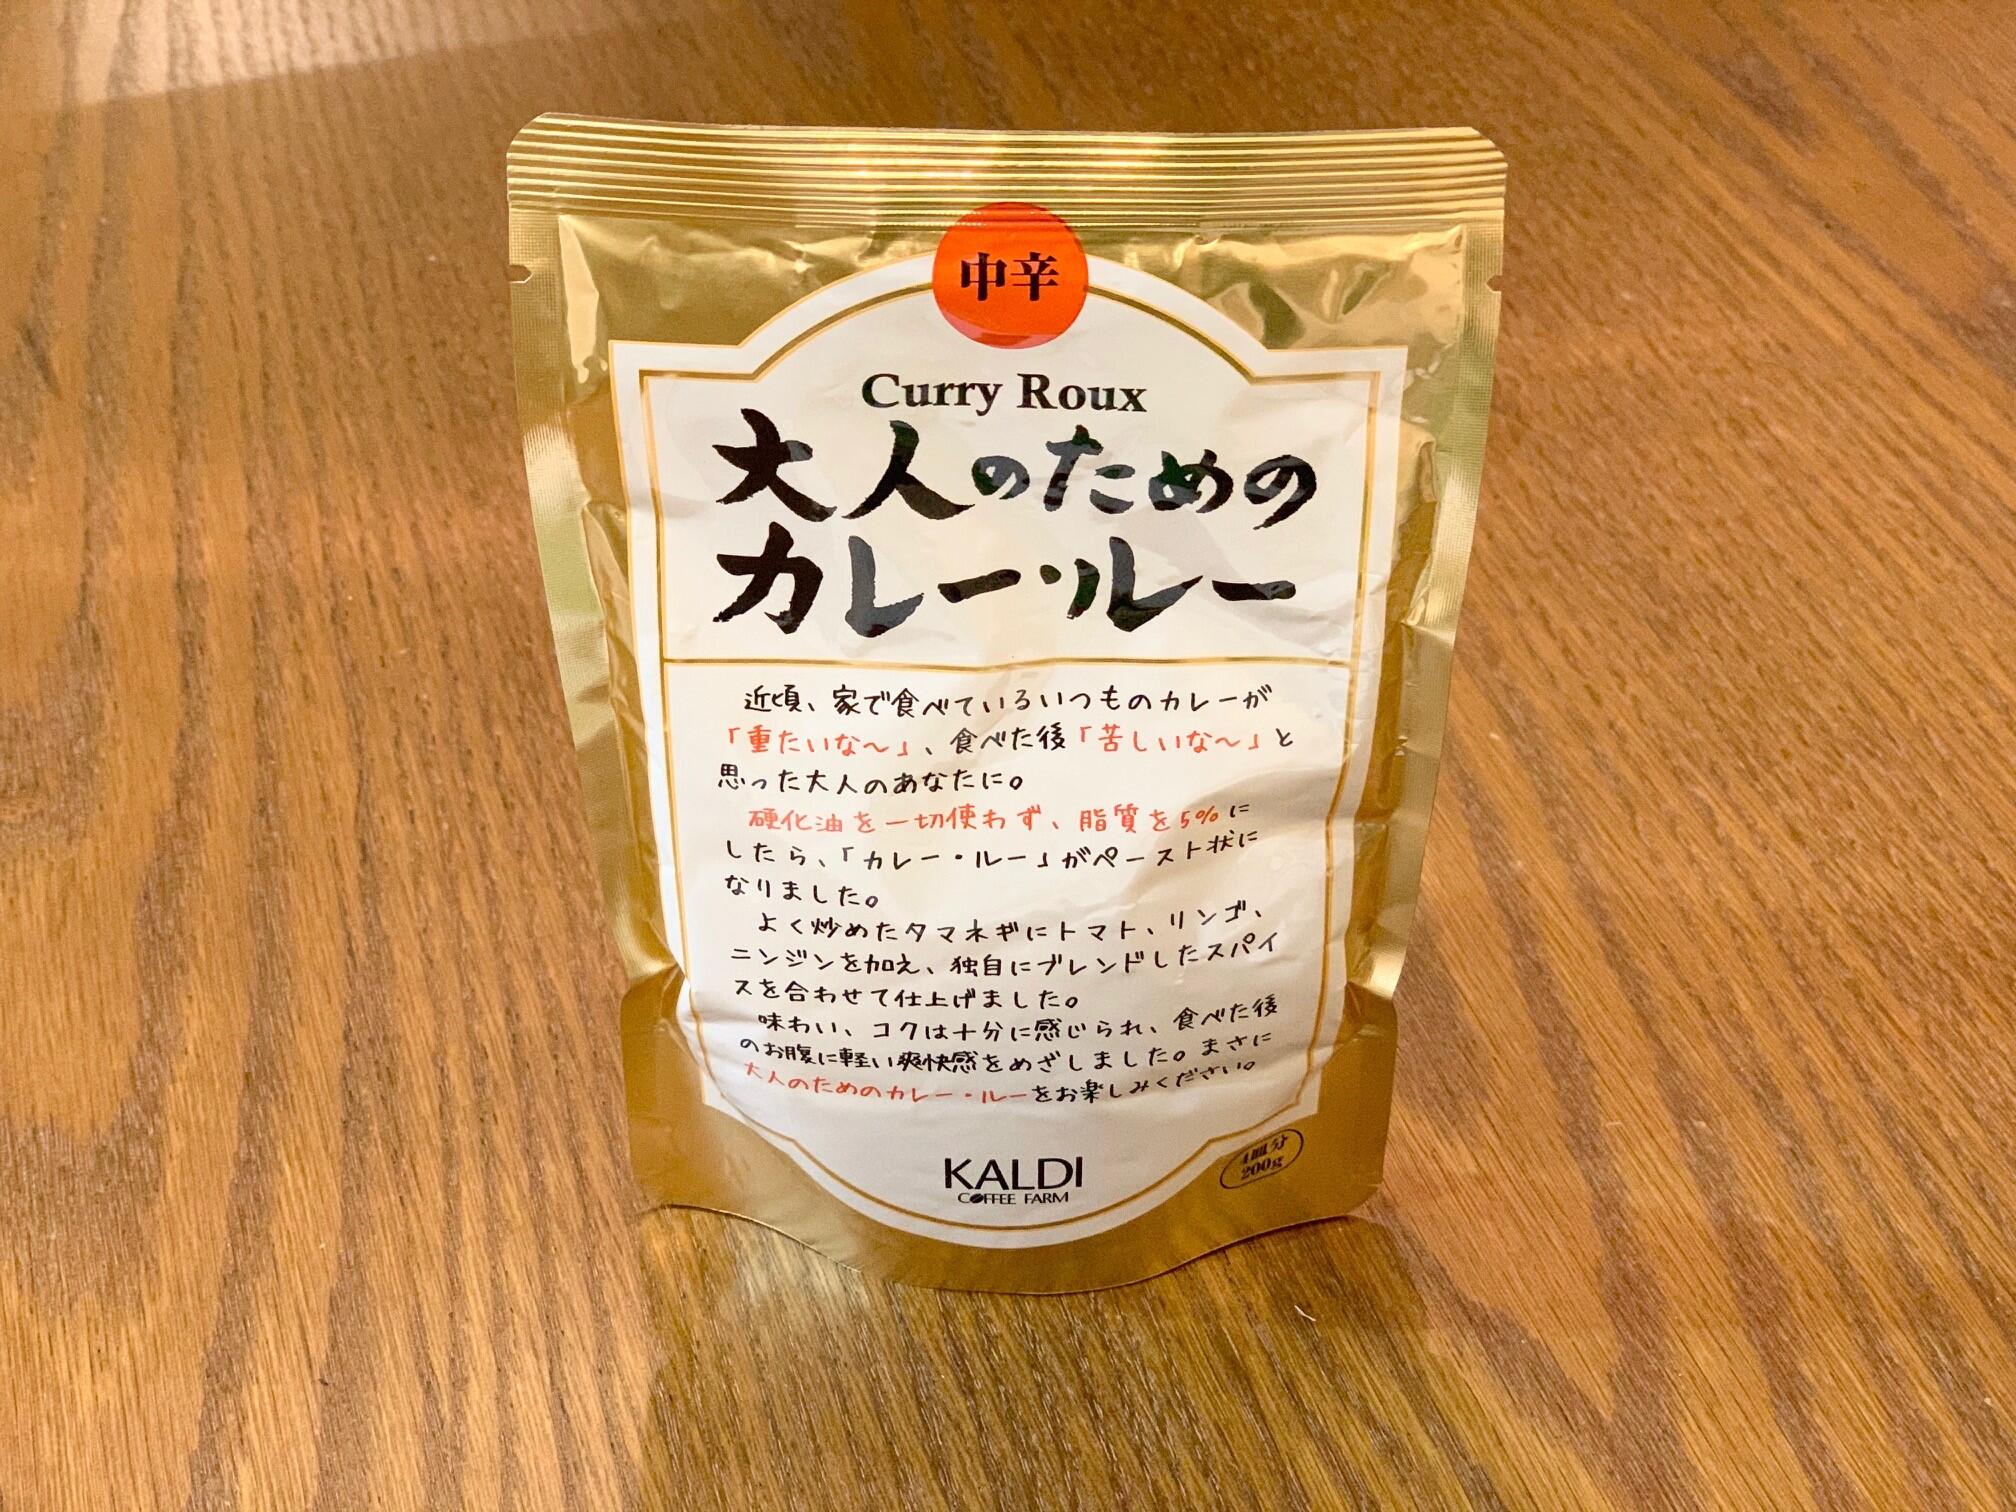 中辛
Curry Roux
大人のための
カレー・ルー
近頃、家で食べているいつものカレーが
「重たいな〜」、食べた後「苦しいな〜」と
思った大人のあなたに。
硬化油を一切使わず、脂質を5%に
したら、「カレー・ルー」がペースト状に
なりました。
よく炒めたタマネギにトマト、リンゴ、
ニンジンを加え、独自にブレンドしたスパイ
スを合わせて仕上げました。
味わい、コクは十分に感じられ、食べた後
のお腹に軽い爽快感をめざしました。まさに
大人のためのカレー・ルーをお楽しみください。
KALDI
COFFEE FARM
4皿分
200g